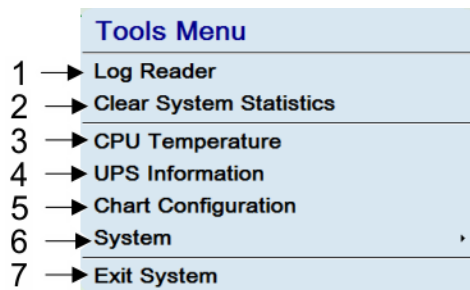 Tools Menu
1 Log Reader
2 Clear System Statistics
3 CPU Temperature
4 UPS Information
5 Chart Configuration
6 System
7 Exit System